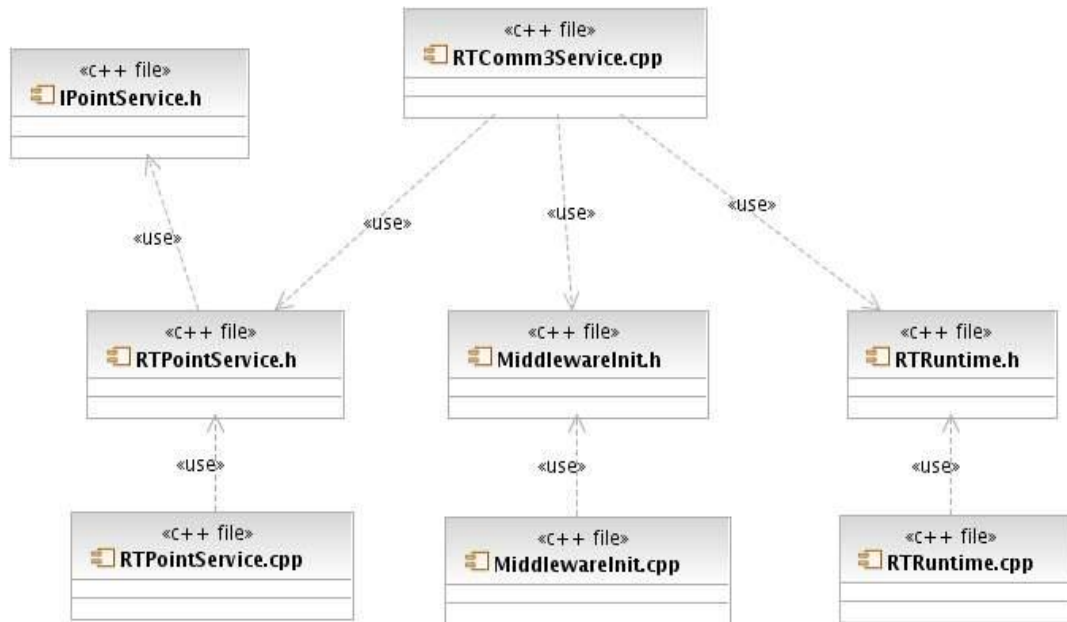 «c++ file»
RTComm3Service.cpp
«c++ file»
IPointService.h
«use»
«use»
«use»
«use»
«c++ file»
RTPointService.h
«c++ file»
MiddlewareInit.h
«c++ file»
RTRuntime.h
«use»
«use»
«use»
«c++ file»
RTPointService.cpp
«c++ file»
MiddlewareInit.cpp
«c++ file»
RTRuntime.cpp